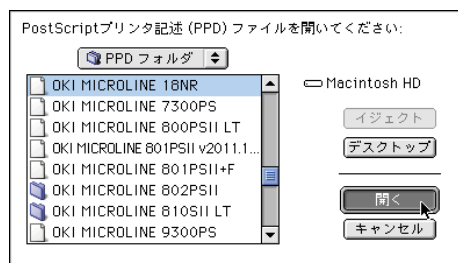 PostScriptプリンタ記述 (PPD) ファイルを開いてください:
PPD フォルダ
OKI MICROLINE 18NR
OKI MICROLINE 7300PS
OKI MICROLINE 800PSII LT
OKI MICROLINE 801PSII v2011.1...
OKI MICROLINE 801PSII+F
OKI MICROLINE 802PSII
OKI MICROLINE 810SII LT
OKI MICROLINE 9300PS
Macintosh HD
イジェクト
デスクトップ
開く
キャンセル